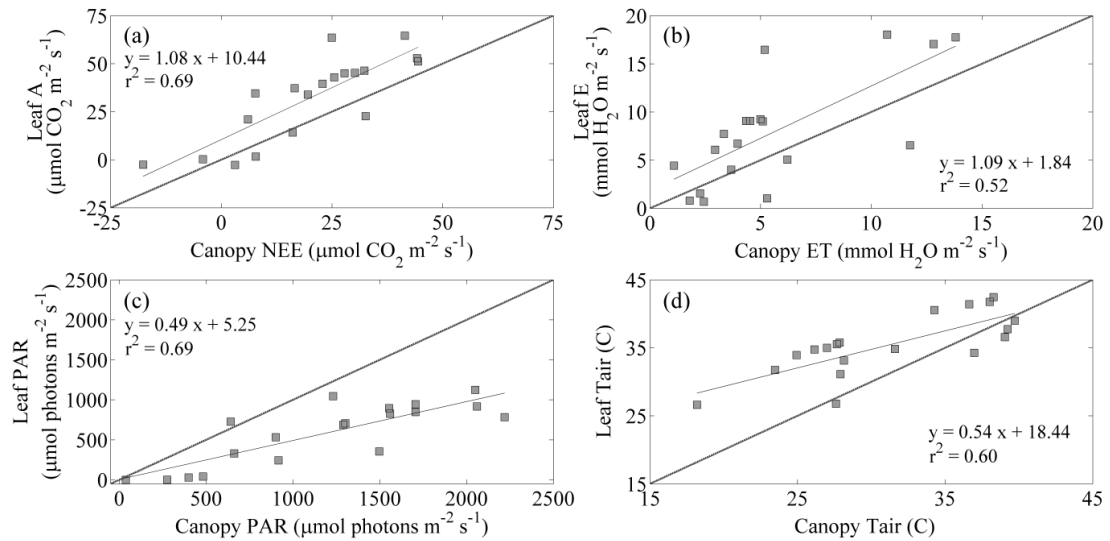 (a)
y = 1.08 x + 10.44
r² = 0.69
Leaf A
(μmol CO₂ m⁻² s⁻¹)
75
50
25
0
-25
-25
0
25
50
75
Canopy NEE (μmol CO₂ m⁻² s⁻¹)
(b)
y = 1.09 x + 1.84
r² = 0.52
Leaf E
(mmol H₂O m⁻² s⁻¹)
20
15
10
5
0
0
5
10
15
20
Canopy ET (mmol H₂O m⁻² s⁻¹)
(c)
y = 0.49 x + 5.25
r² = 0.69
Leaf PAR
(μmol photons m⁻² s⁻¹)
2500
2000
1500
1000
500
0
0
500
1000
1500
2000
2500
Canopy PAR (μmol photons m⁻² s⁻¹)
(d)
y = 0.54 x + 18.44
r² = 0.60
Leaf Tair (C)
45
35
25
15
15
25
35
45
Canopy Tair (C)